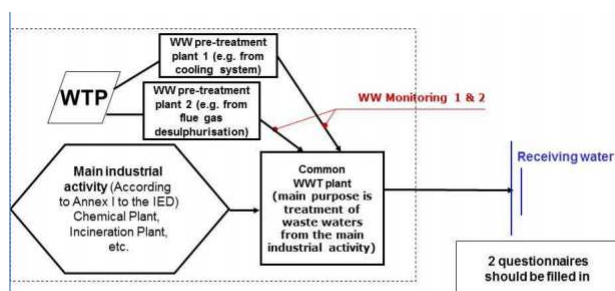 WW pre-treatment
plant 1 (e.g. from
cooling system)
WTP
WW pre-treatment
plant 2 (e.g. from
flue gas
desulphurisation)
WW Monitoring 1 & 2
Main industrial
activity (According
to Annex I to the IED)
Chemical Plant,
Incineration Plant,
etc.
Common
WWT plant
(main purpose is
treatment of
waste waters
from the main
industrial activity)
Receiving water
2 questionnaires
should be filled in